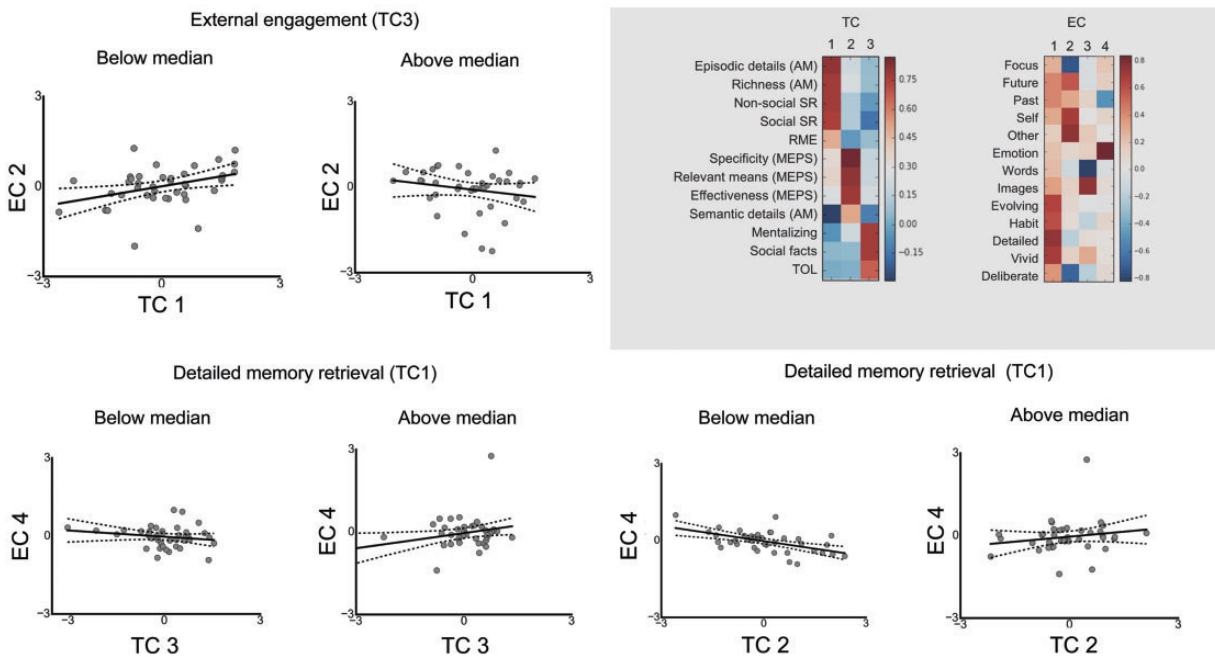 External engagement (TC3)
Below median
Above median
3
EC 2
0
−3
−3
0
3
TC 1
3
EC 2
0
−3
−3
0
3
TC 1
TC
1 2 3
Episodic details (AM)
Richness (AM)
Non-social SR
Social SR
RME
Specificity (MEPS)
Relevant means (MEPS)
Effectiveness (MEPS)
Semantic details (AM)
Mentalizing
Social facts
TOL
0.75
0.60
0.45
0.30
0.15
0.00
−0.15
EC
1 2 3 4
Focus
Future
Past
Self
Other
Emotion
Words
Images
Evolving
Habit
Detailed
Vivid
Deliberate
0.8
0.6
0.4
0.2
0.0
−0.2
−0.4
−0.6
−0.8
Detailed memory retrieval (TC1)
Below median
Above median
3
EC 4
0
−3
−3
0
3
TC 3
3
EC 4
0
−3
−3
0
3
TC 3
Detailed memory retrieval (TC1)
Below median
Above median
3
EC 4
0
−3
−3
0
3
TC 2
3
EC 4
0
−3
−3
0
3
TC 2